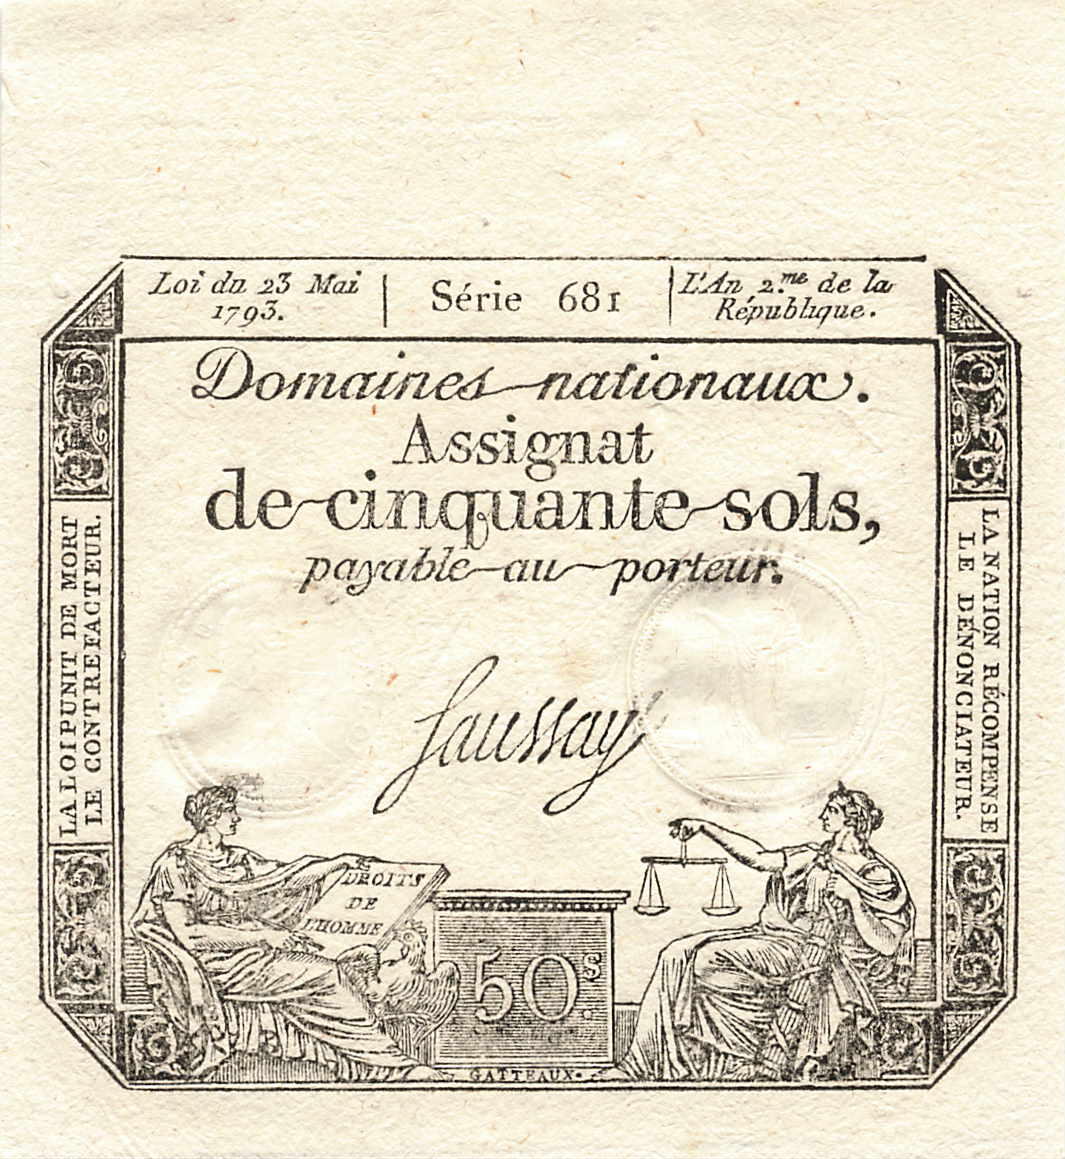 Loi du 23 Mai
1793.
Série 681
L'An 2.me de la
République.
Domaines nationaux.
Assignat
de cinquante sols,
payable au porteur.
Saussay
LA LOI PUNIT DE MORT
LE CONTREFACTEUR.
LA NATION RÉCOMPENSE
LE DÉNONCIATEUR.
DROITS
DE
L'HOMME
50.s
GATTEAUX.